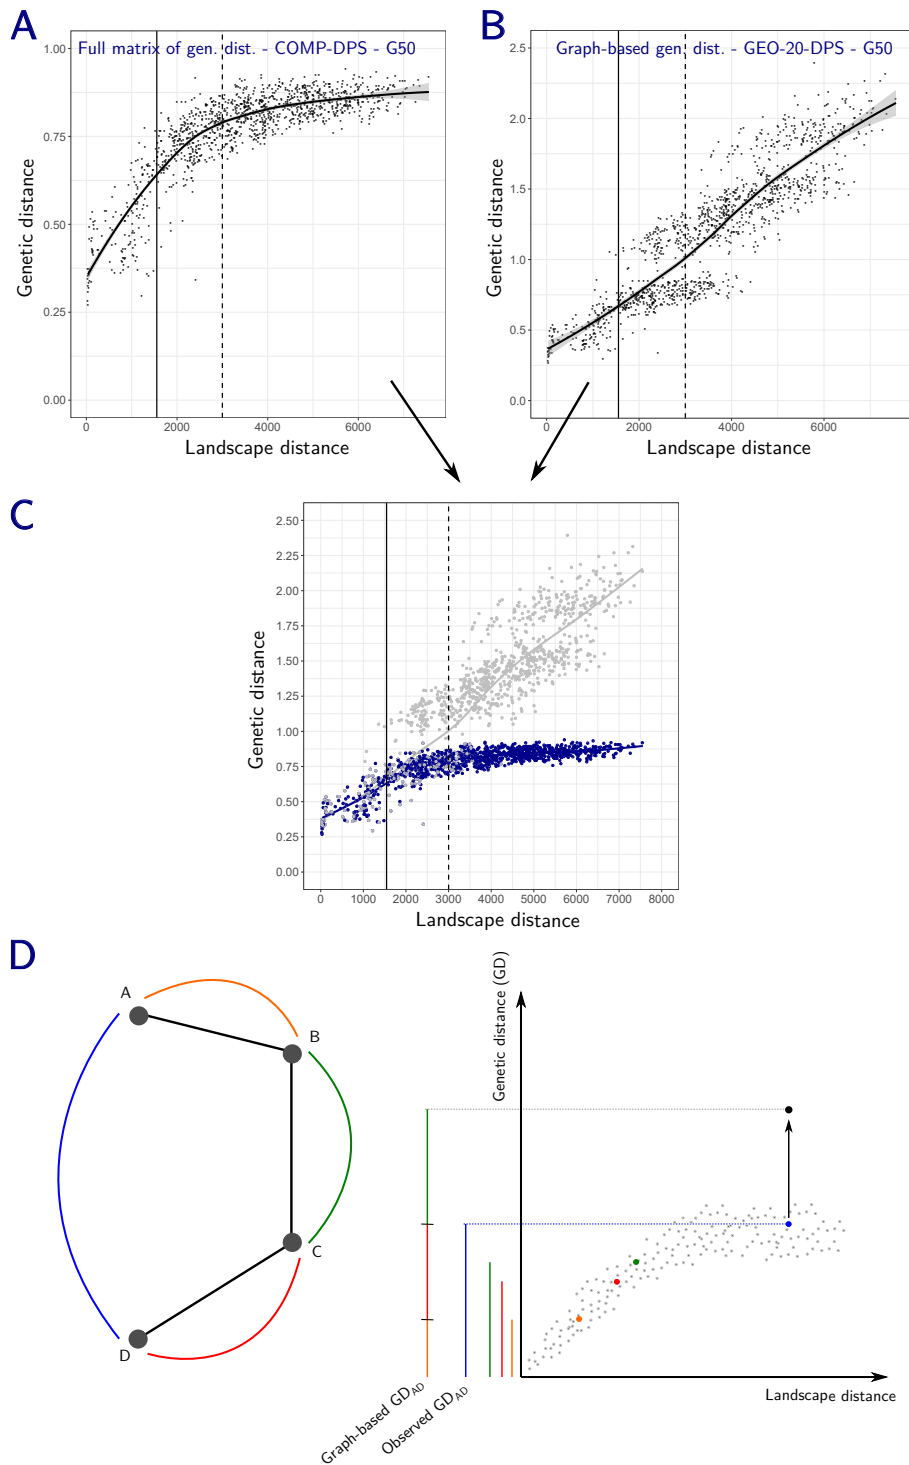 A
Full matrix of gen. dist. - COMP-DPS - G50
1.00
0.75
0.50
0.25
0.00
Genetic distance
0
2000
4000
6000
Landscape distance
B
Graph-based gen. dist. - GEO-20-DPS - G50
2.5
2.0
1.5
1.0
0.5
0.0
Genetic distance
0
2000
4000
6000
Landscape distance
C
2.50
2.25
2.00
1.75
1.50
1.25
1.00
0.75
0.50
0.25
0.00
Genetic distance
0
1000
2000
3000
4000
5000
6000
7000
8000
Landscape distance
D
A
B
C
D
Genetic distance (GD)
Graph-based GD_AD
Observed GD_AD
Landscape distance